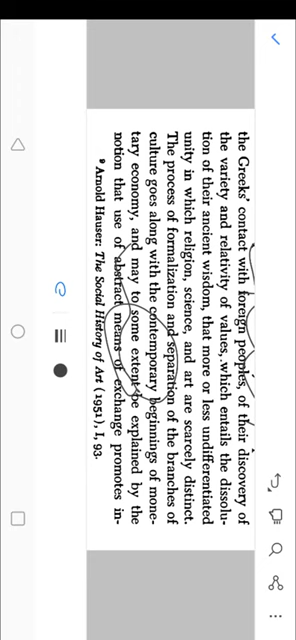 the Greeks' contact with foreign peoples, of their discovery of
the variety and relativity of values, which entails the dissolu-
tion of their ancient wisdom, that more or less undifferentiated
unity in which religion, science, and art are scarcely distinct.
The process of formalization and separation of the branches of
culture goes along with the contemporary beginnings of mone-
tary economy, and may to some extent be explained by the
notion that use of abstract means of exchange promotes in-
9 Arnold Hauser: The Social History of Art (1951), I, 93.